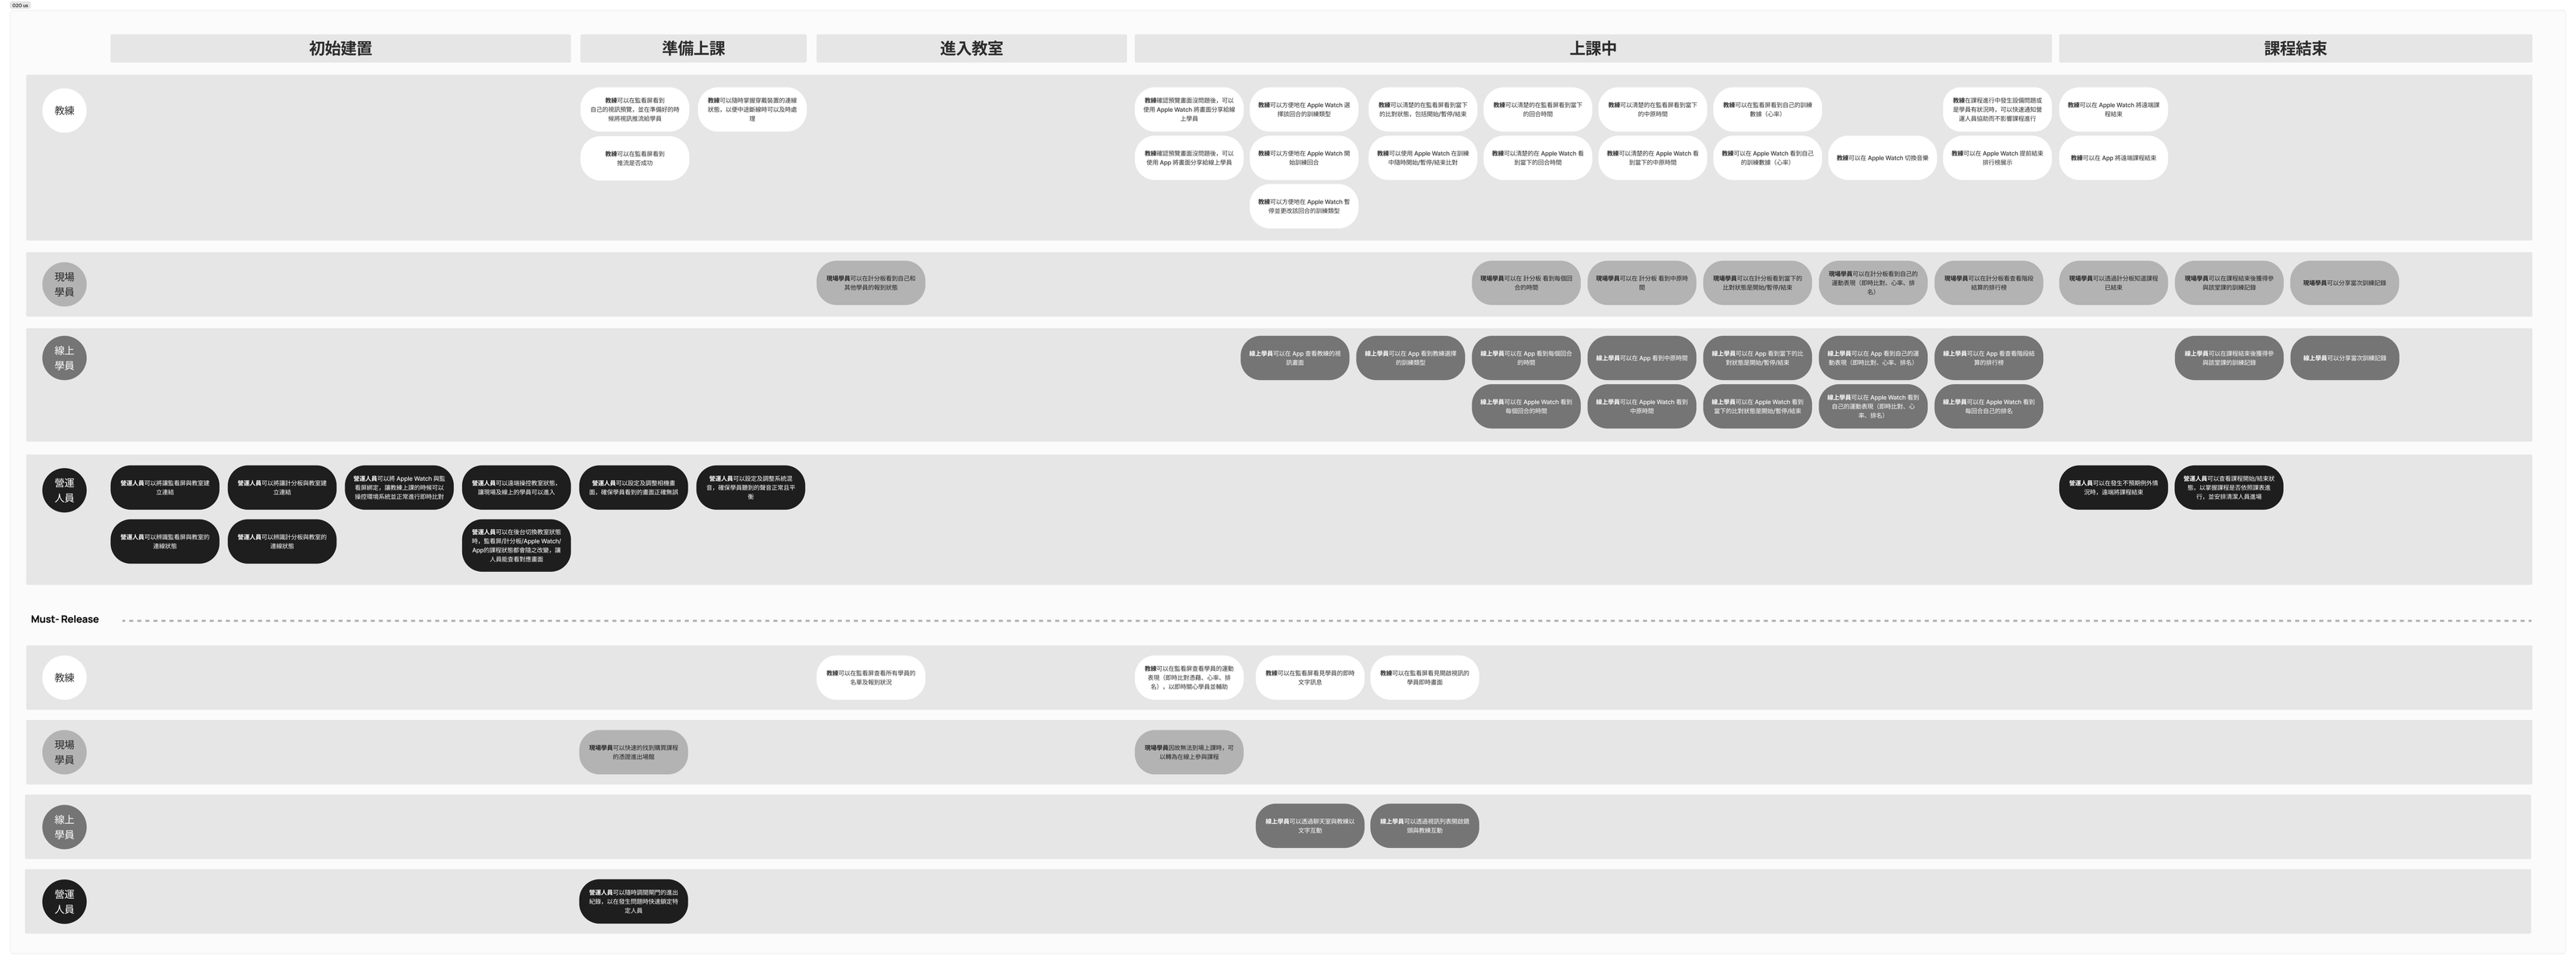 O2O us
初始建置
準備上課
進入教室
上課中
課程結束
教練
教練可以在監看屏看到
自己的視訊預覽，並在準備好的時
候將視訊推流給學員
教練可以隨時掌握穿戴裝置的連線
狀態，以便中途斷線時可以及時處
理
教練確認預覽畫面沒問題後，可以
使用 Apple Watch 將畫面分享給線
上學員
教練可以方便地在 Apple Watch 選
擇該回合的訓練類型
教練可以清楚的在監看屏看到當下
的比對狀態，包括開始/暫停/結束
教練可以清楚的在監看屏看到當下
的回合時間
教練可以清楚的在監看屏看到當下
的中原時間
教練可以在監看屏看到自己的訓練
數據（心率）
教練在課程進行中發生設備問題或
是學員有狀況時，可以快速通知營
運人員協助而不影響課程進行
教練可以在 Apple Watch 將遠端課
程結束
教練可以在監看屏看到
推流是否成功
教練確認預覽畫面沒問題後，可以
使用 App 將畫面分享給線上學員
教練可以方便地在 Apple Watch 開
始訓練回合
教練可以使用 Apple Watch 在訓練
中隨時開始/暫停/結束比對
教練可以清楚的在 Apple Watch 看
到當下的回合時間
教練可以清楚的在 Apple Watch 看
到當下的中原時間
教練可以在 Apple Watch 看到自己
的訓練數據（心率）
教練可以在 Apple Watch 切換音樂
教練可以在 Apple Watch 提前結束
排行榜展示
教練可以在 App 將遠端課程結束
教練可以方便地在 Apple Watch 暫
停並更改該回合的訓練類型
現場
學員
現場學員可以在計分板看到自己和
其他學員的報到狀態
現場學員可以在 計分板 看到每個回
合的時間
現場學員可以在 計分板 看到中原時
間
現場學員可以在計分板看到當下的
比對狀態是開始/暫停/結束
現場學員可以在計分板看到自己的
運動表現（即時比對、心率、排
名）
現場學員可以在計分板看查看階段
結算的排行榜
現場學員可以透過計分板知道課程
已結束
現場學員可以在課程結束後獲得參
與該堂課的訓練記錄
現場學員可以分享當次訓練記錄
線上
學員
線上學員可以在 App 查看教練的視
訊畫面
線上學員可以在 App 看到教練選擇
的訓練類型
線上學員可以在 App 看到每個回合
的時間
線上學員可以在 App 看到中原時間
線上學員可以在 App 看到當下的比
對狀態是開始/暫停/結束
線上學員可以在 App 看到自己的運
動表現（即時比對、心率、排名）
線上學員可以在 App 看查看階段結
算的排行榜
線上學員可以在課程結束後獲得參
與該堂課的訓練記錄
線上學員可以分享當次訓練記錄
線上學員可以在 Apple Watch 看到
每個回合的時間
線上學員可以在 Apple Watch 看到
中原時間
線上學員可以在 Apple Watch 看到
當下的比對狀態是開始/暫停/結束
線上學員可以在 Apple Watch 看到
自己的運動表現（即時比對、心
率、排名）
線上學員可以在 Apple Watch 看到
每回合自己的排名
營運
人員
營運人員可以將讓監看屏與教室建
立連結
營運人員可以將讓計分板與教室建
立連結
營運人員可以將 Apple Watch 與監
看屏綁定，讓教練上課的時候可以
操控環境系統並正常進行即時比對
營運人員可以遠端操控教室狀態，
讓現場及線上的學員可以進入
營運人員可以設定及調整相機畫
面，確保學員看到的畫面正確無誤
營運人員可以設定及調整系統混
音，確保學員聽到的聲音正常且平
衡
營運人員可以在發生不預期例外情
況時，遠端將課程結束
營運人員可以查看課程開始/結束狀
態，以掌握課程是否依照課表進
行，並安排清潔人員進場
營運人員可以辨識監看屏與教室的
連線狀態
營運人員可以辨識計分板與教室的
連線狀態
營運人員可以在後台切換教室狀態
時，監看屏/計分板/Apple Watch/
App的課程狀態都會隨之改變，讓
人員能查看對應畫面
Must- Release
教練
教練可以在監看屏查看所有學員的
名單及報到狀況
教練可以在監看屏查看學員的運動
表現（即時比對憑藉、心率、排
名），以即時關心學員並輔助
教練可以在監看屏看見學員的即時
文字訊息
教練可以在監看屏看見開啟視訊的
學員即時畫面
現場
學員
現場學員可以快速的找到購買課程
的憑證進出場館
現場學員因故無法到場上課時，可
以轉為在線上參與課程
線上
學員
線上學員可以透過聊天室與教練以
文字互動
線上學員可以透過視訊列表開啟鏡
頭與教練互動
營運
人員
營運人員可以隨時調閱閘門的進出
紀錄，以在發生問題時快速鎖定特
定人員